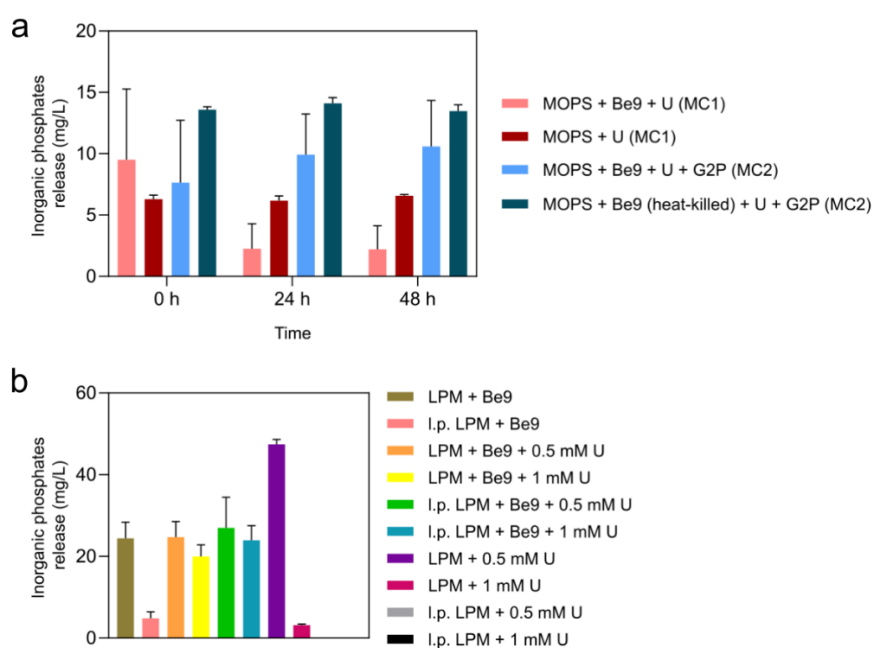 a
Inorganic phosphates
release (mg/L)
20
15
10
5
0
0 h
24 h
48 h
Time
MOPS + Be9 + U (MC1)
MOPS + U (MC1)
MOPS + Be9 + U + G2P (MC2)
MOPS + Be9 (heat-killed) + U + G2P (MC2)
b
Inorganic phosphates
release (mg/L)
60
40
20
0
LPM + Be9
l.p. LPM + Be9
LPM + Be9 + 0.5 mM U
LPM + Be9 + 1 mM U
l.p. LPM + Be9 + 0.5 mM U
l.p. LPM + Be9 + 1 mM U
LPM + 0.5 mM U
LPM + 1 mM U
l.p. LPM + 0.5 mM U
l.p. LPM + 1 mM U